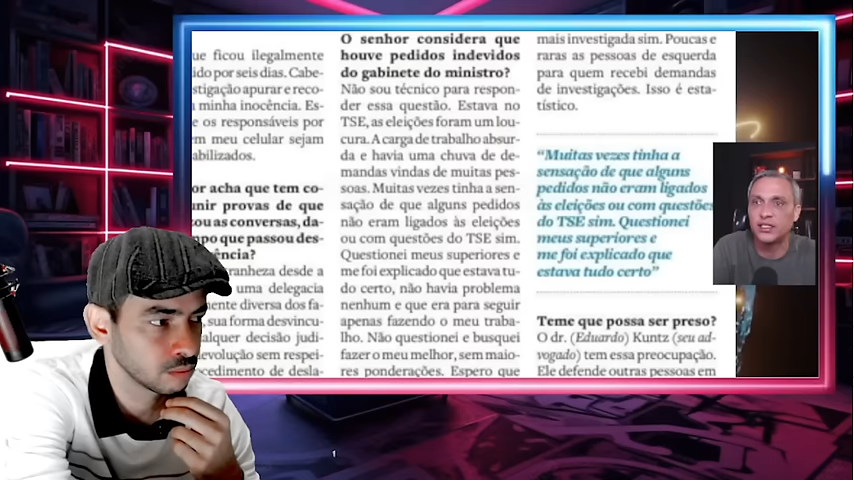 ue ficou ilegalmente
ido por seis dias. Cabe-
stigação apurar e reco-
minha inocência. Es-
e os responsáveis por
m meu celular sejam
abilizados.
or acha que tem co-
nir provas de que
ou as conversas, da-
po que passou des-
ência?
ranheza desde a
uma delegacia
ente diversa dos fa-
, sua forma desvincu-
alquer decisão judi-
evolução sem respei-
cedimento de desla-
O senhor considera que
houve pedidos indevidos
do gabinete do ministro?
Não sou técnico para respon-
der essa questão. Estava no
TSE, as eleições foram um lou-
cura. A carga de trabalho absur-
da e havia uma chuva de de-
mandas vindas de muitas pes-
soas. Muitas vezes tinha a sen-
sação de que alguns pedidos
não eram ligados às eleições
ou com questões do TSE sim.
Questionei meus superiores e
me foi explicado que estava tu-
do certo, não havia problema
nenhum e que era para seguir
apenas fazendo o meu traba-
lho. Não questionei e busquei
fazer o meu melhor, sem maio-
res ponderações. Espero que
mais investigada sim. Poucas e
raras as pessoas de esquerda
para quem recebi demandas
de investigações. Isso é esta-
tístico.
“Muitas vezes tinha a
sensação de que alguns
pedidos não eram ligados
às eleições ou com questões
do TSE sim. Questionei
meus superiores e
me foi explicado que
estava tudo certo”
Teme que possa ser preso?
O dr. (Eduardo) Kuntz (seu ad-
vogado) tem essa preocupação.
Ele defende outras pessoas em